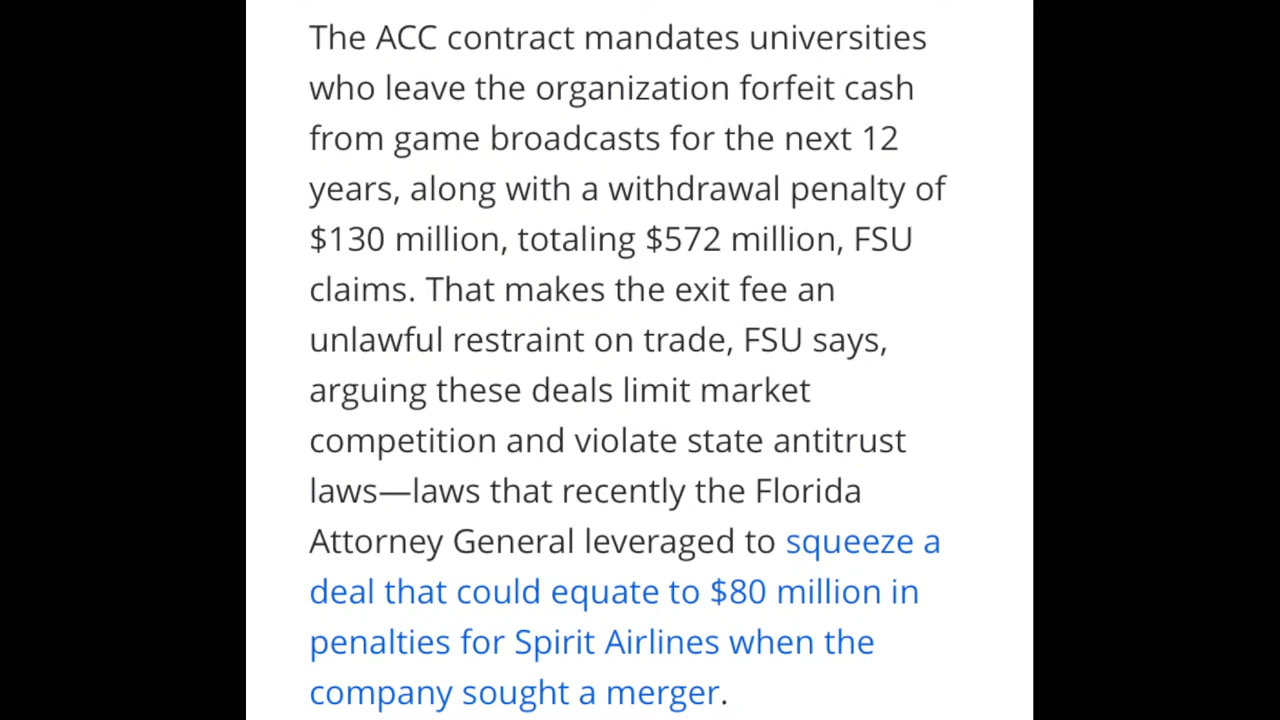 The ACC contract mandates universities
who leave the organization forfeit cash
from game broadcasts for the next 12
years, along with a withdrawal penalty of
$130 million, totaling $572 million, FSU
claims. That makes the exit fee an
unlawful restraint on trade, FSU says,
arguing these deals limit market
competition and violate state antitrust
laws—laws that recently the Florida
Attorney General leveraged to squeeze a
deal that could equate to $80 million in
penalties for Spirit Airlines when the
company sought a merger.